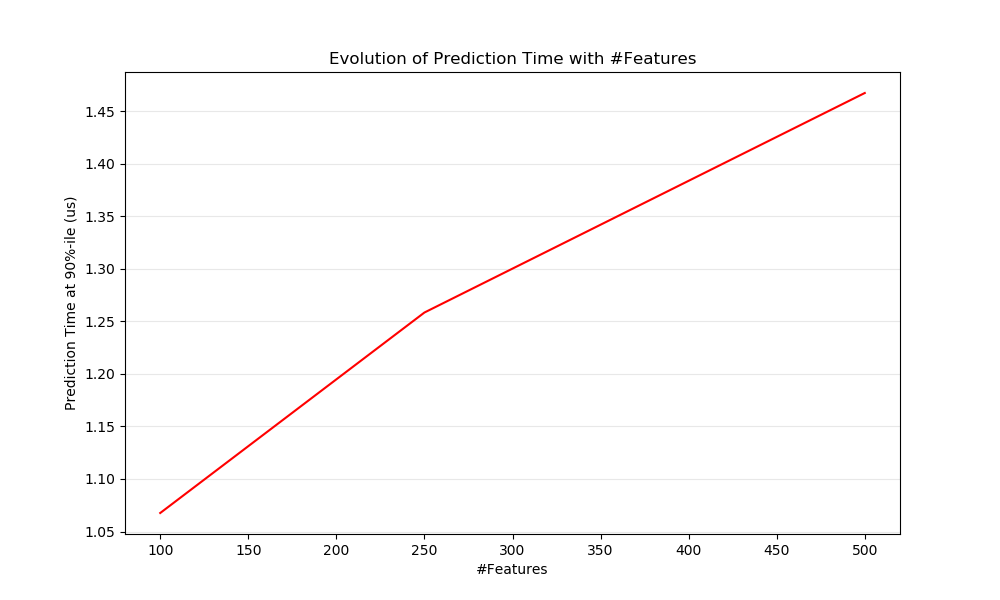 Evolution of Prediction Time with #Features
Prediction Time at 90%-ile (us)
1.45
1.40
1.35
1.30
1.25
1.20
1.15
1.10
1.05
100 150 200 250 300 350 400 450 500
#Features